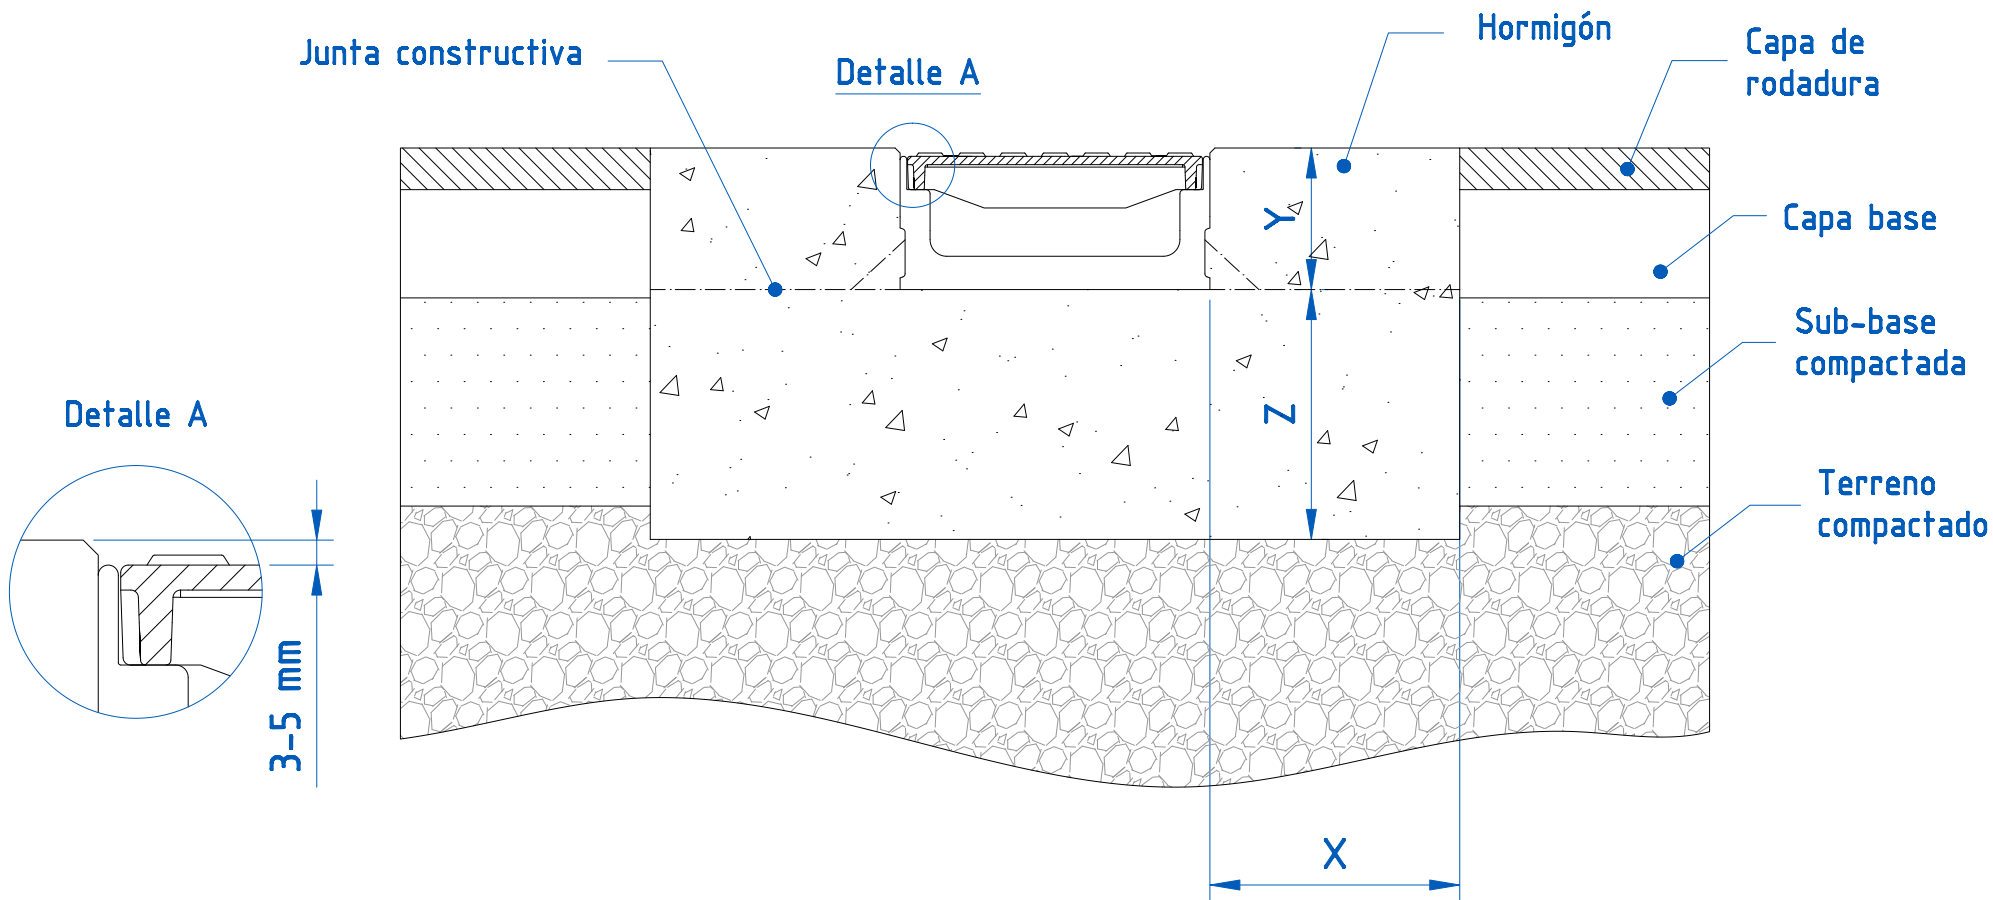 Junta constructiva
Detalle A
Hormigón
Capa de
rodadura
Capa base
Sub-base
compactada
Terreno
compactado
Y
Z
X
Detalle A
3-5 mm